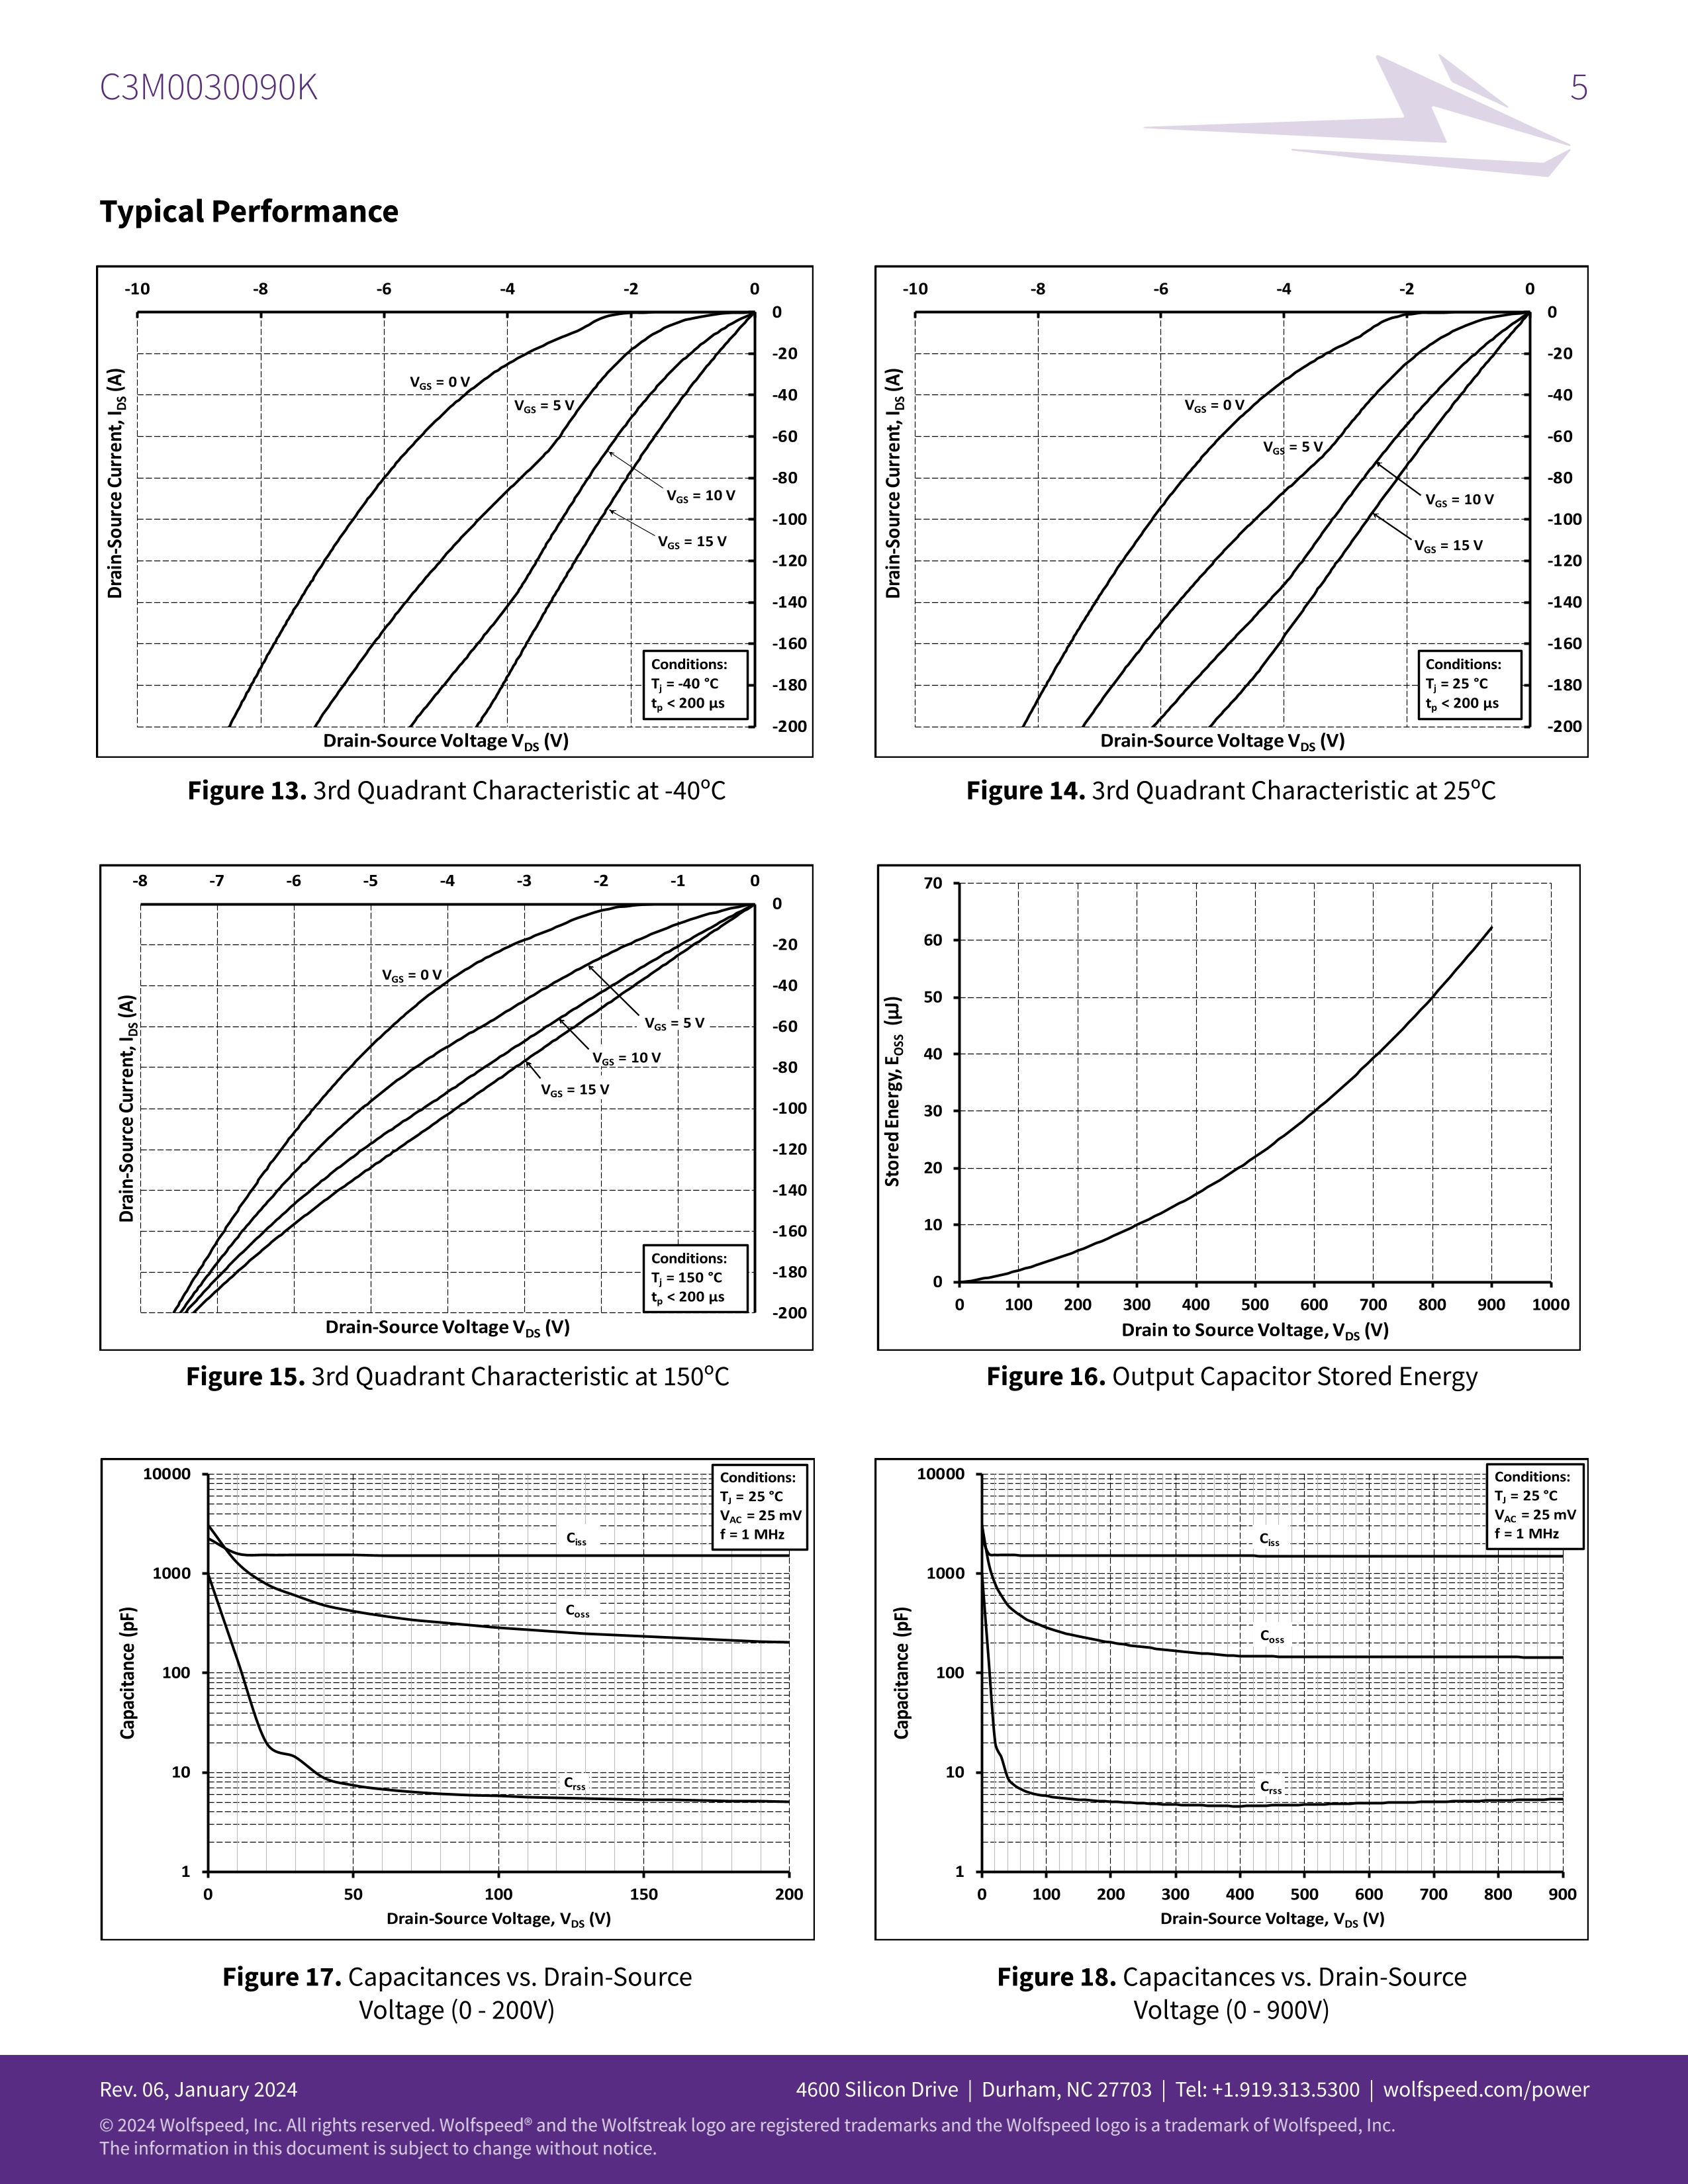 C3M0030090K
5
Typical Performance
-10 -8 -6 -4 -2 0
0
-20
-40
-60
-80
-100
-120
-140
-160
-180
-200
Drain-Source Current, IDS (A)
VGS = 0 V
VGS = 5 V
VGS = 10 V
VGS = 15 V
Conditions:
Tj = -40 °C
tp < 200 µs
Drain-Source Voltage VDS (V)
Figure 13. 3rd Quadrant Characteristic at -40ºC
-10 -8 -6 -4 -2 0
0
-20
-40
-60
-80
-100
-120
-140
-160
-180
-200
Drain-Source Current, IDS (A)
VGS = 0 V
VGS = 5 V
VGS = 10 V
VGS = 15 V
Conditions:
Tj = 25 °C
tp < 200 µs
Drain-Source Voltage VDS (V)
Figure 14. 3rd Quadrant Characteristic at 25ºC
-8 -7 -6 -5 -4 -3 -2 -1 0
0
-20
-40
-60
-80
-100
-120
-140
-160
-180
-200
Drain-Source Current, IDS (A)
VGS = 0 V
VGS = 5 V
VGS = 10 V
VGS = 15 V
Conditions:
Tj = 150 °C
tp < 200 µs
Drain-Source Voltage VDS (V)
Figure 15. 3rd Quadrant Characteristic at 150ºC
70
60
50
40
30
20
10
0
Stored Energy, EOSS (µJ)
0 100 200 300 400 500 600 700 800 900 1000
Drain to Source Voltage, VDS (V)
Figure 16. Output Capacitor Stored Energy
10000
1000
100
10
1
Capacitance (pF)
Ciss
Coss
Crss
Conditions:
TJ = 25 °C
VAC = 25 mV
f = 1 MHz
0 50 100 150 200
Drain-Source Voltage, VDS (V)
Figure 17. Capacitances vs. Drain-Source
Voltage (0 - 200V)
10000
1000
100
10
1
Capacitance (pF)
Ciss
Coss
Crss
Conditions:
TJ = 25 °C
VAC = 25 mV
f = 1 MHz
0 100 200 300 400 500 600 700 800 900
Drain-Source Voltage, VDS (V)
Figure 18. Capacitances vs. Drain-Source
Voltage (0 - 900V)
Rev. 06, January 2024
4600 Silicon Drive | Durham, NC 27703 | Tel: +1.919.313.5300 | wolfspeed.com/power
© 2024 Wolfspeed, Inc. All rights reserved. Wolfspeed® and the Wolfstreak logo are registered trademarks and the Wolfspeed logo is a trademark of Wolfspeed, Inc.
The information in this document is subject to change without notice.